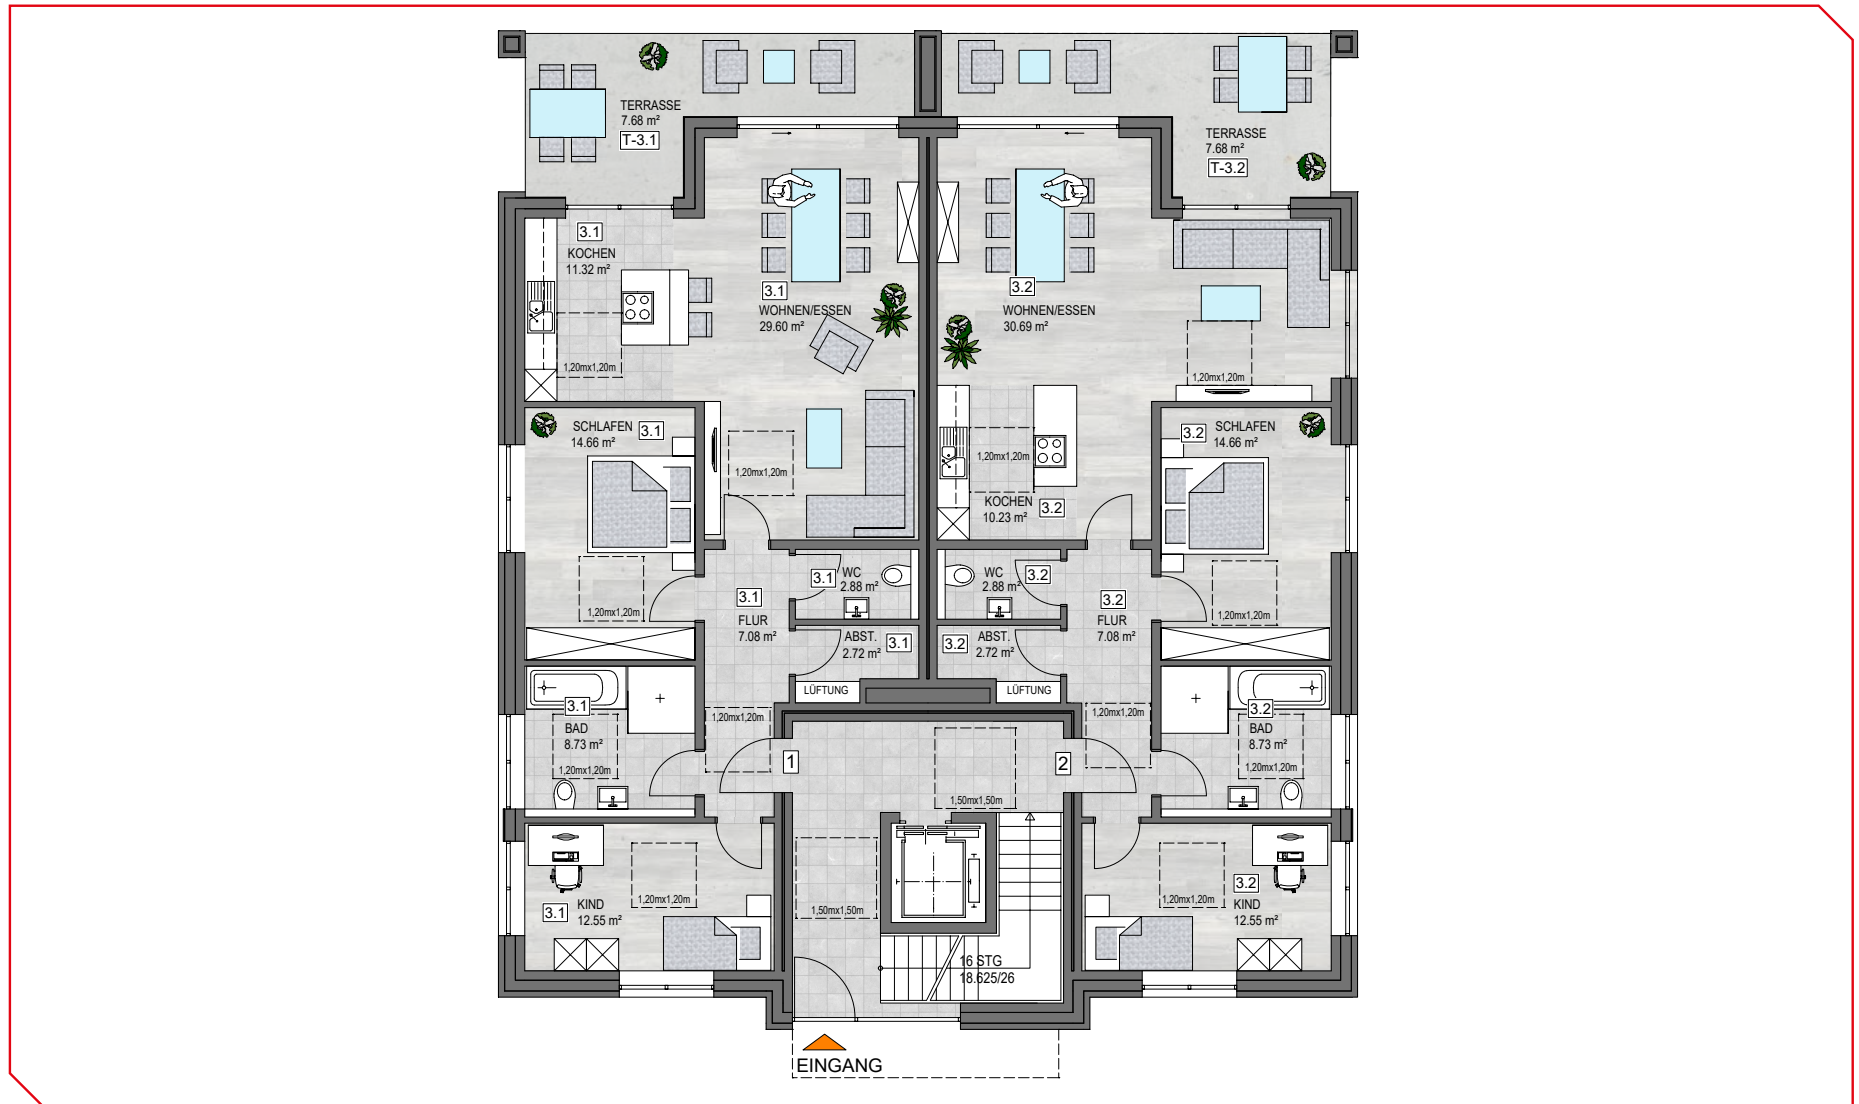 TERRASSE
7.68 m²
T-3.1
TERRASSE
7.68 m²
T-3.2
3.1
KOCHEN
11.32 m²
1,20mx1,20m
3.1
WOHNEN/ESSEN
29.60 m²
1,20mx1,20m
3.2
WOHNEN/ESSEN
30.69 m²
1,20mx1,20m
1,20mx1,20m
KOCHEN
10.23 m²
3.2
SCHLAFEN
14.66 m²
3.1
1,20mx1,20m
3.2
SCHLAFEN
14.66 m²
1,20mx1,20m
3.1
FLUR
7.08 m²
1,20mx1,20m
3.1
WC
2.88 m²
ABST.
2.72 m²
3.1
LÜFTUNG
WC
2.88 m²
3.2
3.2
ABST.
2.72 m²
LÜFTUNG
3.2
FLUR
7.08 m²
1,20mx1,20m
3.1
BAD
8.73 m²
1,20mx1,20m
3.2
BAD
8.73 m²
1,20mx1,20m
1
2
1,50mx1,50m
1,50mx1,50m
3.1
KIND
12.55 m²
1,20mx1,20m
1,20mx1,20m
3.2
KIND
12.55 m²
16 STG
18.625/26
EINGANG